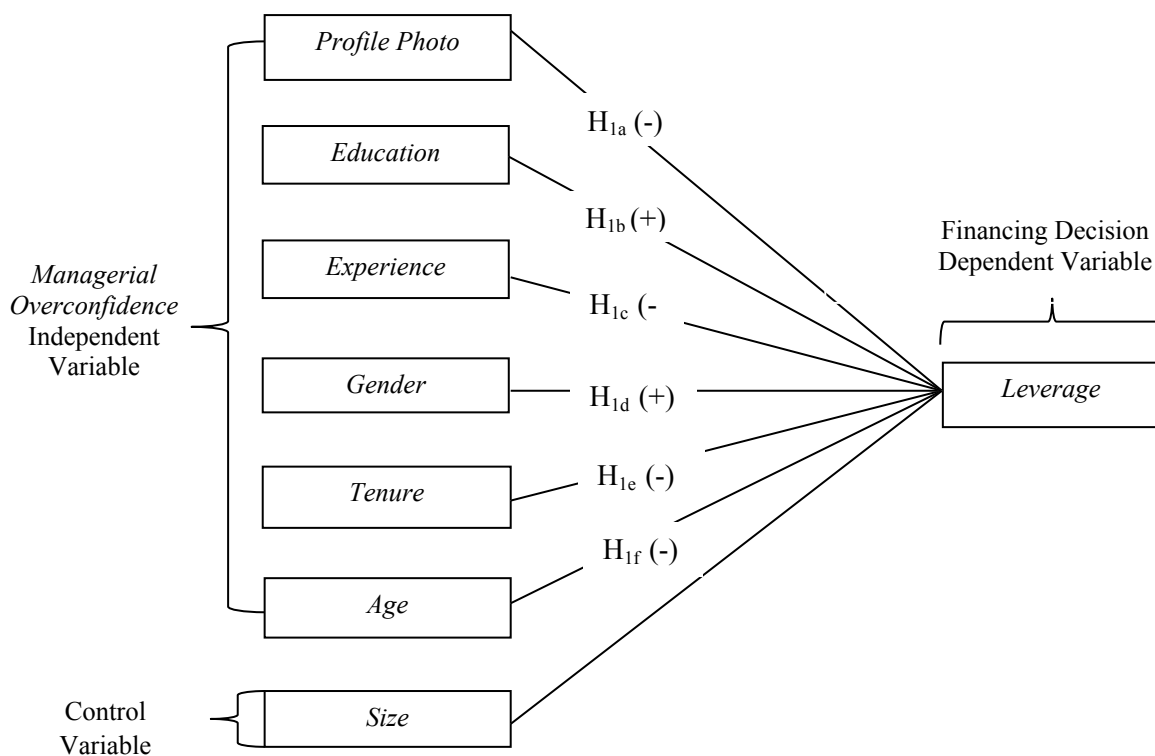 Profile Photo
H1a (-)
Education
H1b (+)
Experience
H1c (-
Gender
H1d (+)
Tenure
H1e (-)
Age
H1f (-)
Size
Managerial
Overconfidence
Independent
Variable
Control
Variable
Financing Decision
Dependent Variable
Leverage